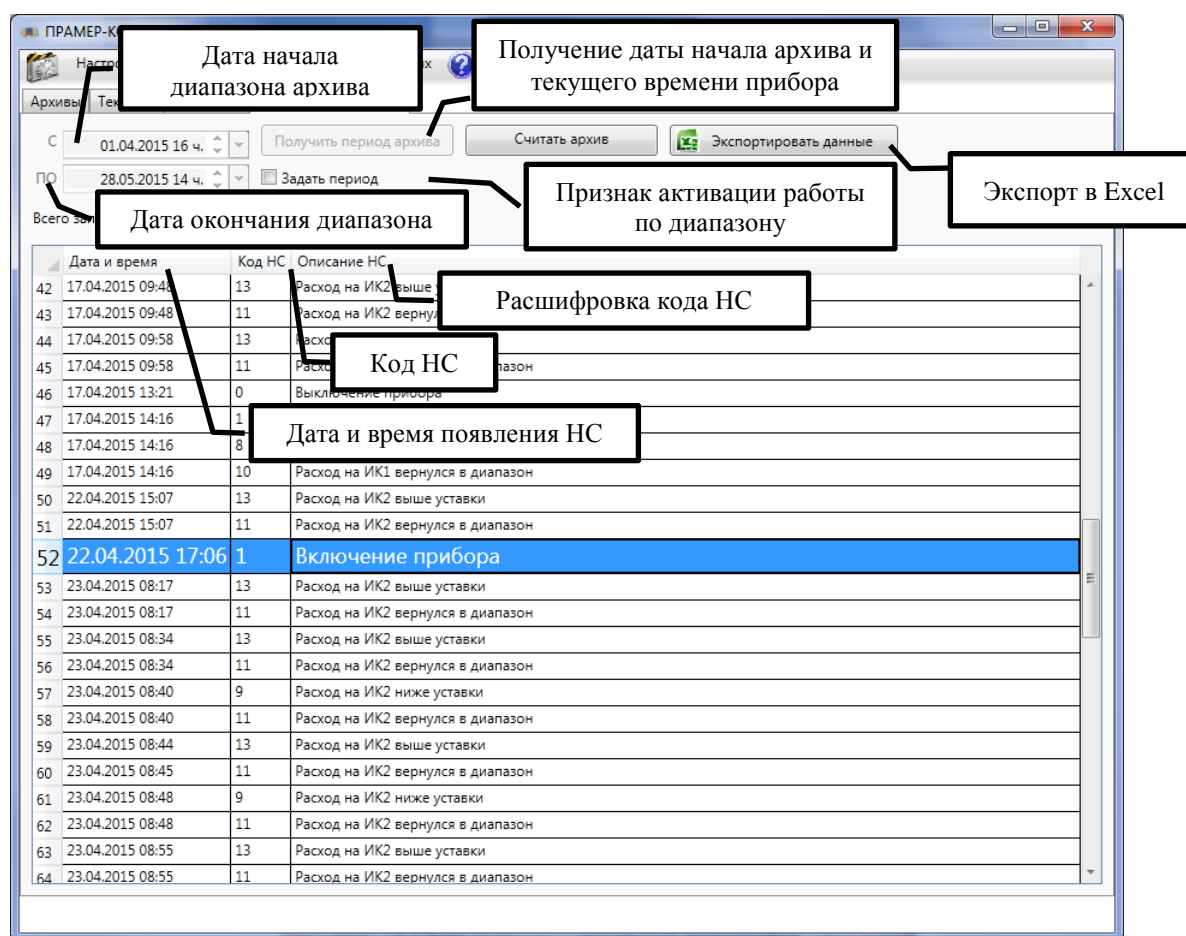 ПРАМЕР-
Дата начала
диапазона архива
Получение даты начала архива и
текущего времени прибора
Архивы
С 01.04.2015 16 ч. Получить период архива Считать архив Экспортировать данные
ПО 28.05.2015 14 ч. Задать период
Признак активации работы
по диапазону
Экспорт в Excel
Всего
Дата окончания диапазона
Дата и время Код НС Описание НС
Расшифровка кода НС
Код НС
Дата и время появления НС
42 17.04.2015 09:48 13 Расход на ИК2 выше
43 17.04.2015 09:48 11 Расход на ИК2
44 17.04.2015 09:58 13
45 17.04.2015 09:58 11
46 17.04.2015 13:21 0 Выключение прибора
47 17.04.2015 14:16 1
48 17.04.2015 14:16 8
49 17.04.2015 14:16 10 Расход на ИК1 вернулся в диапазон
50 22.04.2015 15:07 13 Расход на ИК2 выше уставки
51 22.04.2015 15:07 11 Расход на ИК2 вернулся в диапазон
52 22.04.2015 17:06 1 Включение прибора
53 23.04.2015 08:17 13 Расход на ИК2 выше уставки
54 23.04.2015 08:17 11 Расход на ИК2 вернулся в диапазон
55 23.04.2015 08:34 13 Расход на ИК2 выше уставки
56 23.04.2015 08:34 11 Расход на ИК2 вернулся в диапазон
57 23.04.2015 08:40 9 Расход на ИК2 ниже уставки
58 23.04.2015 08:40 11 Расход на ИК2 вернулся в диапазон
59 23.04.2015 08:44 13 Расход на ИК2 выше уставки
60 23.04.2015 08:45 11 Расход на ИК2 вернулся в диапазон
61 23.04.2015 08:48 9 Расход на ИК2 ниже уставки
62 23.04.2015 08:48 11 Расход на ИК2 вернулся в диапазон
63 23.04.2015 08:55 13 Расход на ИК2 выше уставки
64 23.04.2015 08:55 11 Расход на ИК2 вернулся в диапазон